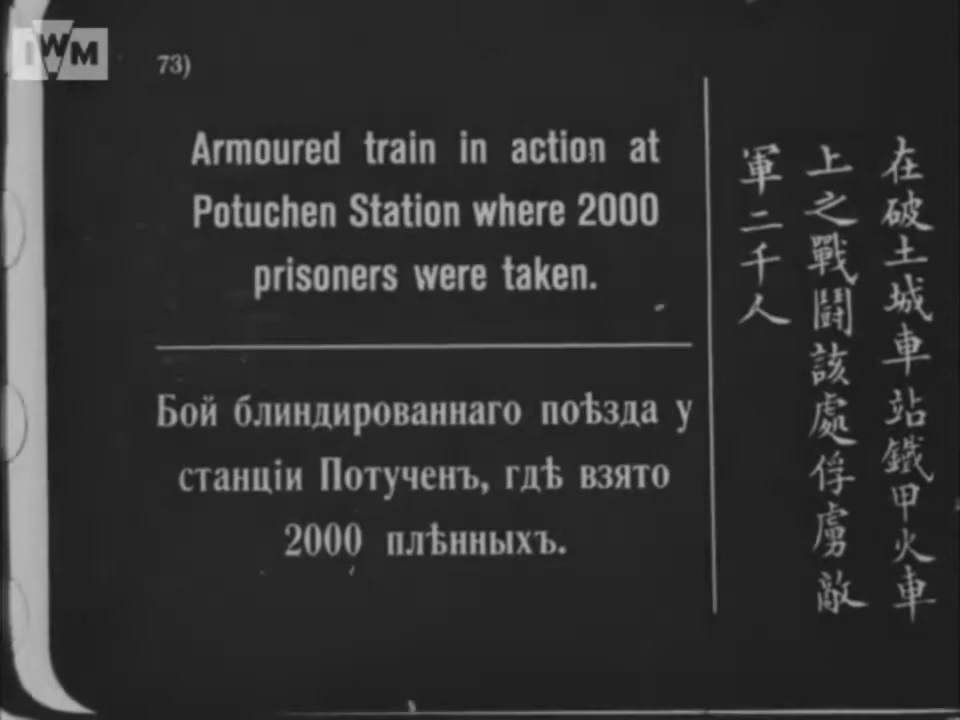 IWM
73)
Armoured train in action at
Potuchen Station where 2000
prisoners were taken.
Бой блиндированнаго поѣзда у
станціи Потученъ, гдѣ взято
2000 плѣнныхъ.
在破土城車站鐵甲火車
上之戰鬪該處俘虜敵
軍二千人